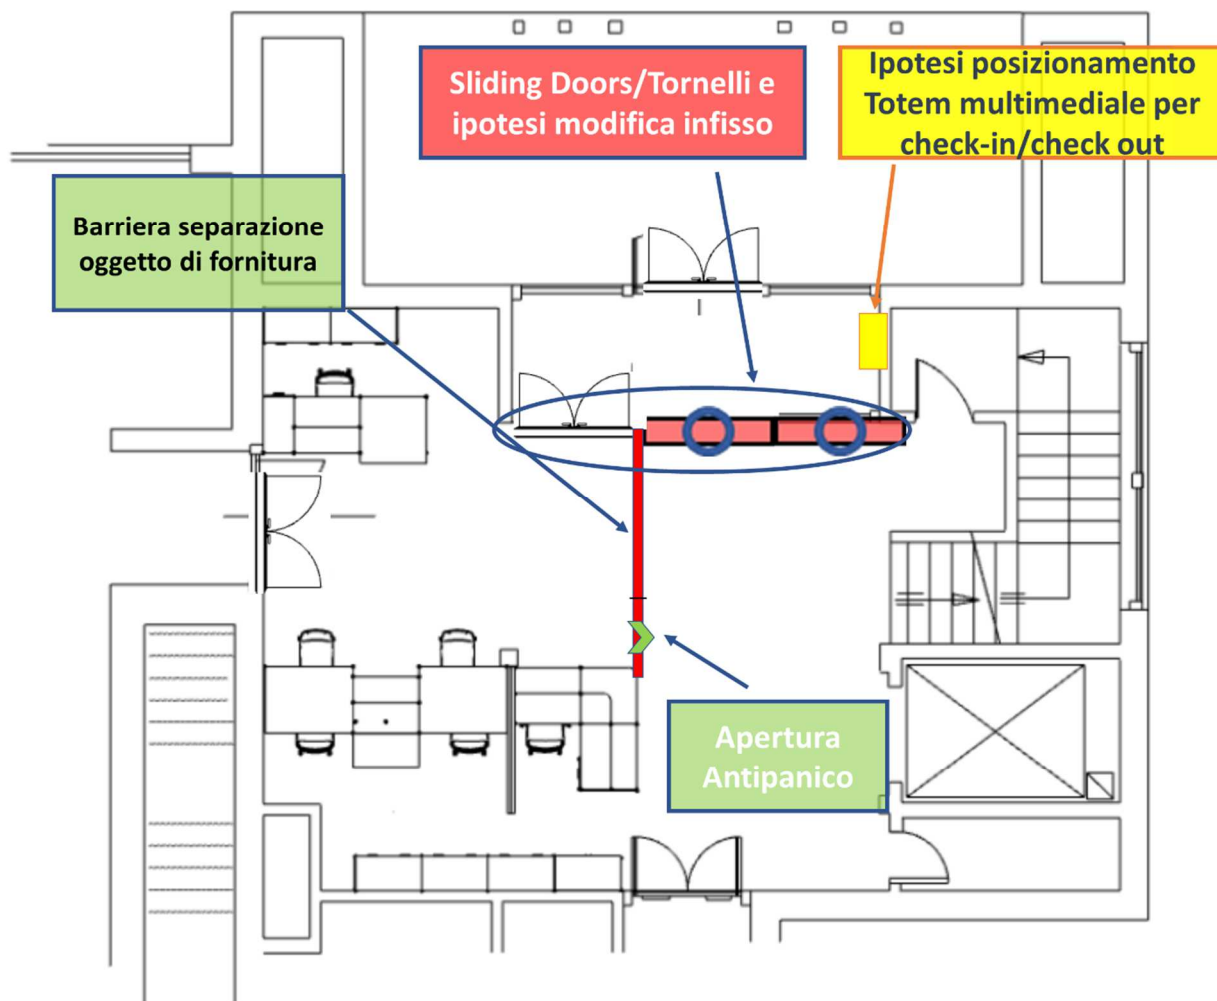 Sliding Doors/Tornelli e
ipotesi modifica infisso
Ipotesi posizionamento
Totem multimediale per
check-in/check out
Barriera separazione
oggetto di fornitura
Apertura
Antipanico